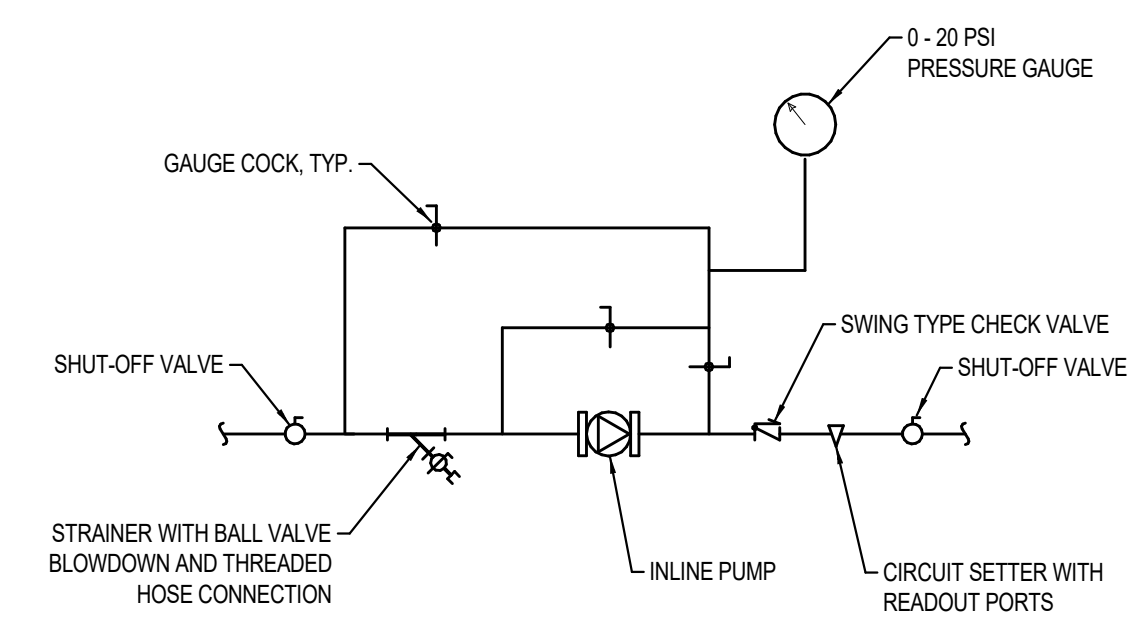 0 - 20 PSI
PRESSURE GAUGE
GAUGE COCK, TYP.
SWING TYPE CHECK VALVE
SHUT-OFF VALVE
SHUT-OFF VALVE
STRAINER WITH BALL VALVE
BLOWDOWN AND THREADED
HOSE CONNECTION
INLINE PUMP
CIRCUIT SETTER WITH
READOUT PORTS